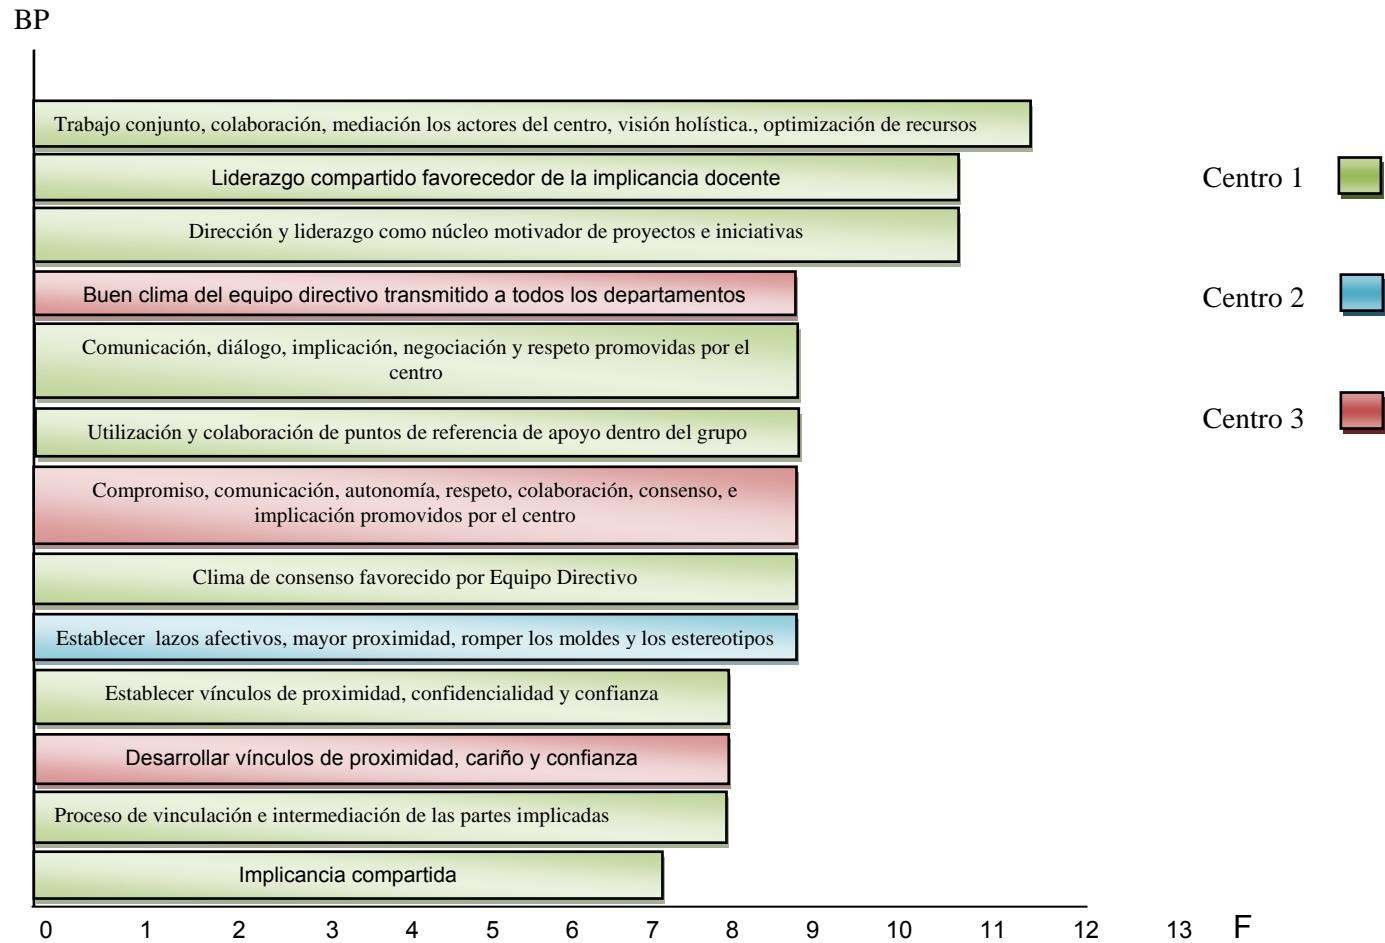 BP
Trabajo conjunto, colaboración, mediación los actores del centro, visión holística., optimización de recursos
Liderazgo compartido favorecedor de la implicancia docente
Dirección y liderazgo como núcleo motivador de proyectos e iniciativas
Buen clima del equipo directivo transmitido a todos los departamentos
Comunicación, diálogo, implicación, negociación y respeto promovidas por el
centro
Utilización y colaboración de puntos de referencia de apoyo dentro del grupo
Compromiso, comunicación, autonomía, respeto, colaboración, consenso, e
implicación promovidos por el centro
Clima de consenso favorecido por Equipo Directivo
Establecer lazos afectivos, mayor proximidad, romper los moldes y los estereotipos
Establecer vínculos de proximidad, confidencialidad y confianza
Desarrollar vínculos de proximidad, cariño y confianza
Proceso de vinculación e intermediación de las partes implicadas
Implicancia compartida
0 1 2 3 4 5 6 7 8 9 10 11 12 13 F
Centro 1
Centro 2
Centro 3